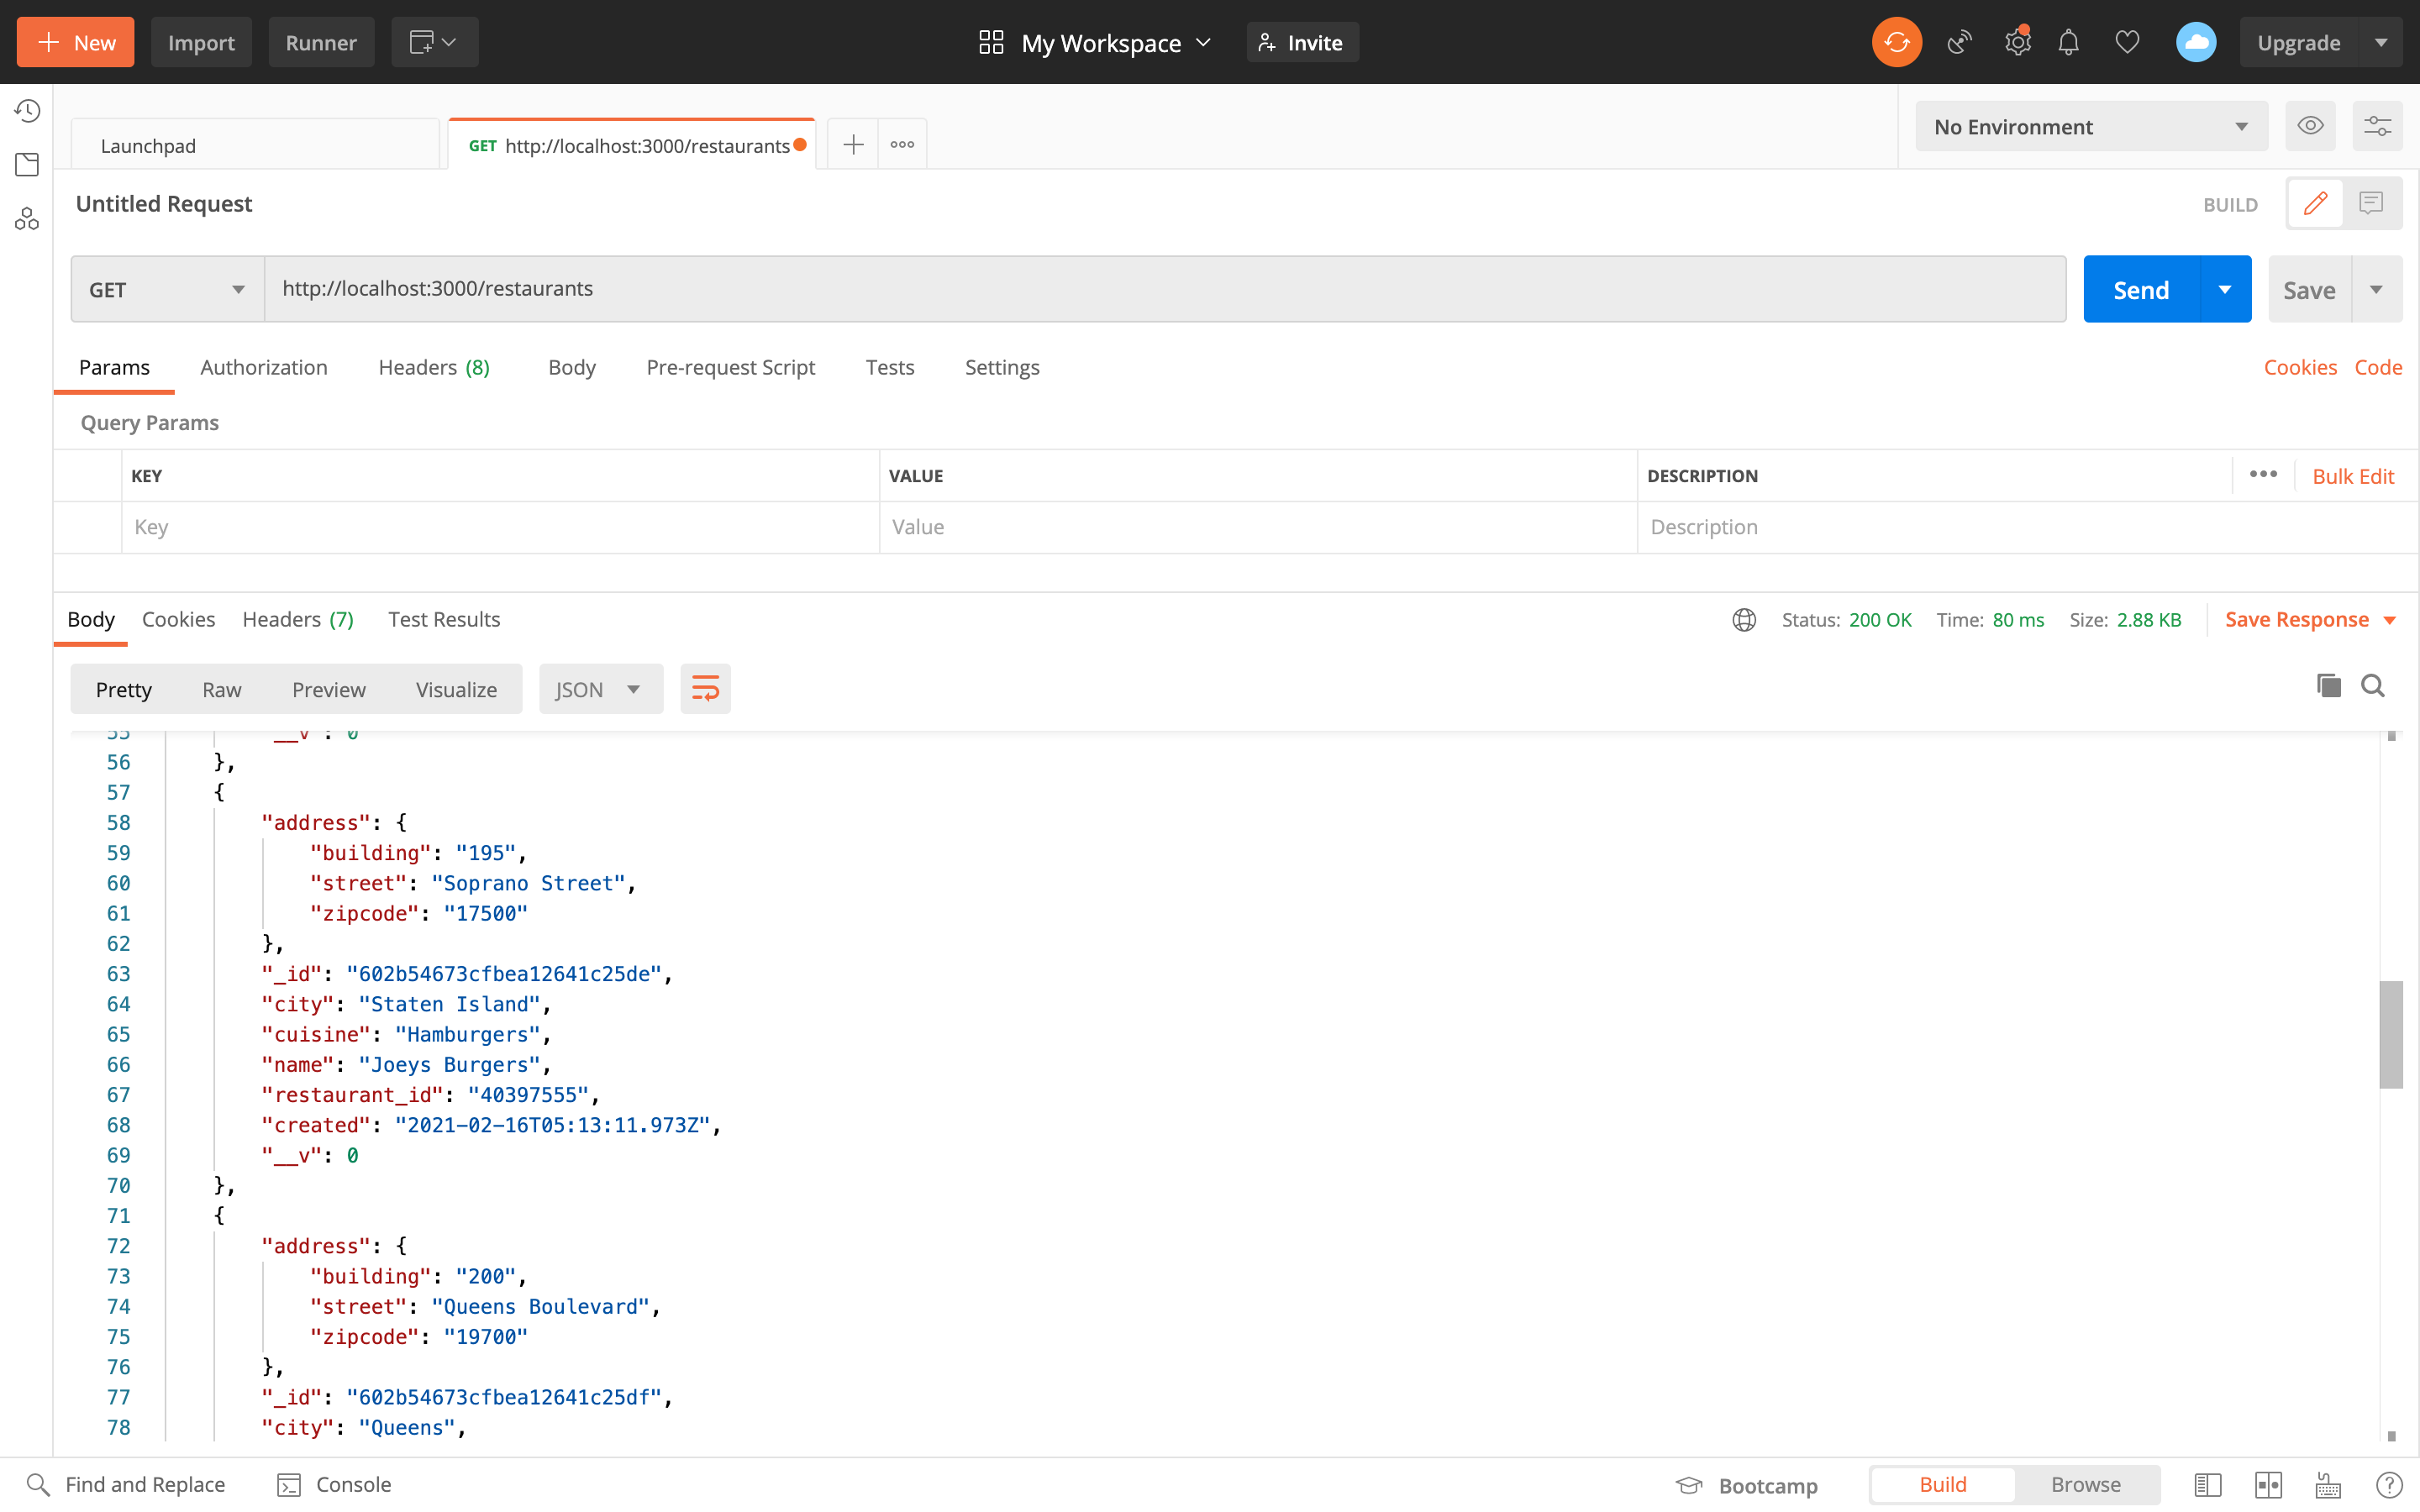 New
Import
Runner
My Workspace
Invite
Upgrade
Launchpad
GET http://localhost:3000/restaurants
No Environment
Untitled Request
BUILD
GET
http://localhost:3000/restaurants
Send
Save
Params Authorization Headers (8) Body Pre-request Script Tests Settings
Cookies Code
Query Params
KEY VALUE DESCRIPTION
Bulk Edit
Key Value Description
Body Cookies Headers (7) Test Results
Status: 200 OK Time: 80 ms Size: 2.88 KB
Save Response
Pretty Raw Preview Visualize
JSON
55 "__v": 0
56 },
57 {
58 "address": {
59 "building": "195",
60 "street": "Soprano Street",
61 "zipcode": "17500"
62 },
63 "_id": "602b54673cfbea12641c25de",
64 "city": "Staten Island",
65 "cuisine": "Hamburgers",
66 "name": "Joeys Burgers",
67 "restaurant_id": "40397555",
68 "created": "2021-02-16T05:13:11.973Z",
69 "__v": 0
70 },
71 {
72 "address": {
73 "building": "200",
74 "street": "Queens Boulevard",
75 "zipcode": "19700"
76 },
77 "_id": "602b54673cfbea12641c25df",
78 "city": "Queens",
Find and Replace
Console
Bootcamp
Build
Browse